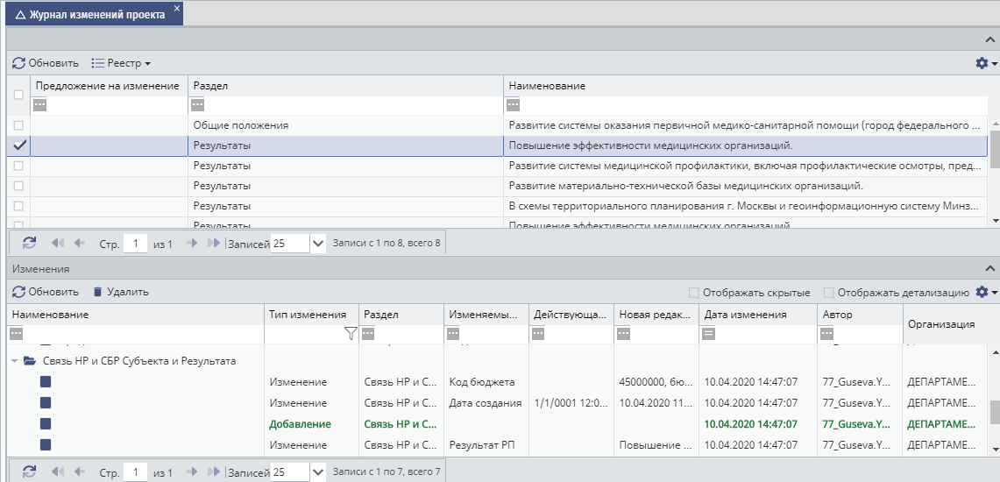 Журнал изменений проекта
Обновить Реестр
Предложение на изменение Раздел Наименование
Общие положения Развитие системы оказания первичной медико-санитарной помощи (город федерального ...
Результаты Повышение эффективности медицинских организаций.
Результаты Развитие системы медицинской профилактики, включая профилактические осмотры, пред...
Результаты Развитие материально-технической базы медицинских организаций.
Результаты В схемы территориального планирования г. Москвы и геоинформационную систему Минз...
Результаты Повышение эффективности медицинских организаций.
Стр. 1 из 1 Записей 25 Записи с 1 по 8, всего 8
Изменения
Обновить Удалить Отображать скрытые Отображать детализацию
Наименование Тип изменения Раздел Изменяемы... Действующа... Новая редак... Дата изменения Автор Организация
Связь НР и СБР Субъекта и Результата
Изменение Связь НР и С... Код бюджета 45000000, бю... 10.04.2020 14:47:07 77_Guseva.Y... ДЕПАРТАМЕ...
Изменение Связь НР и С... Дата создания 1/1/0001 12:0... 10.04.2020 11... 10.04.2020 14:47:07 77_Guseva.Y... ДЕПАРТАМЕ...
Добавление Связь НР и С... 10.04.2020 14:47:07 77_Guseva.Y... ДЕПАРТАМЕ...
Изменение Связь НР и С... Результат РП Повышение ... 10.04.2020 14:47:07 77_Guseva.Y... ДЕПАРТАМЕ...
Стр. 1 из 1 Записей 25 Записи с 1 по 7, всего 7